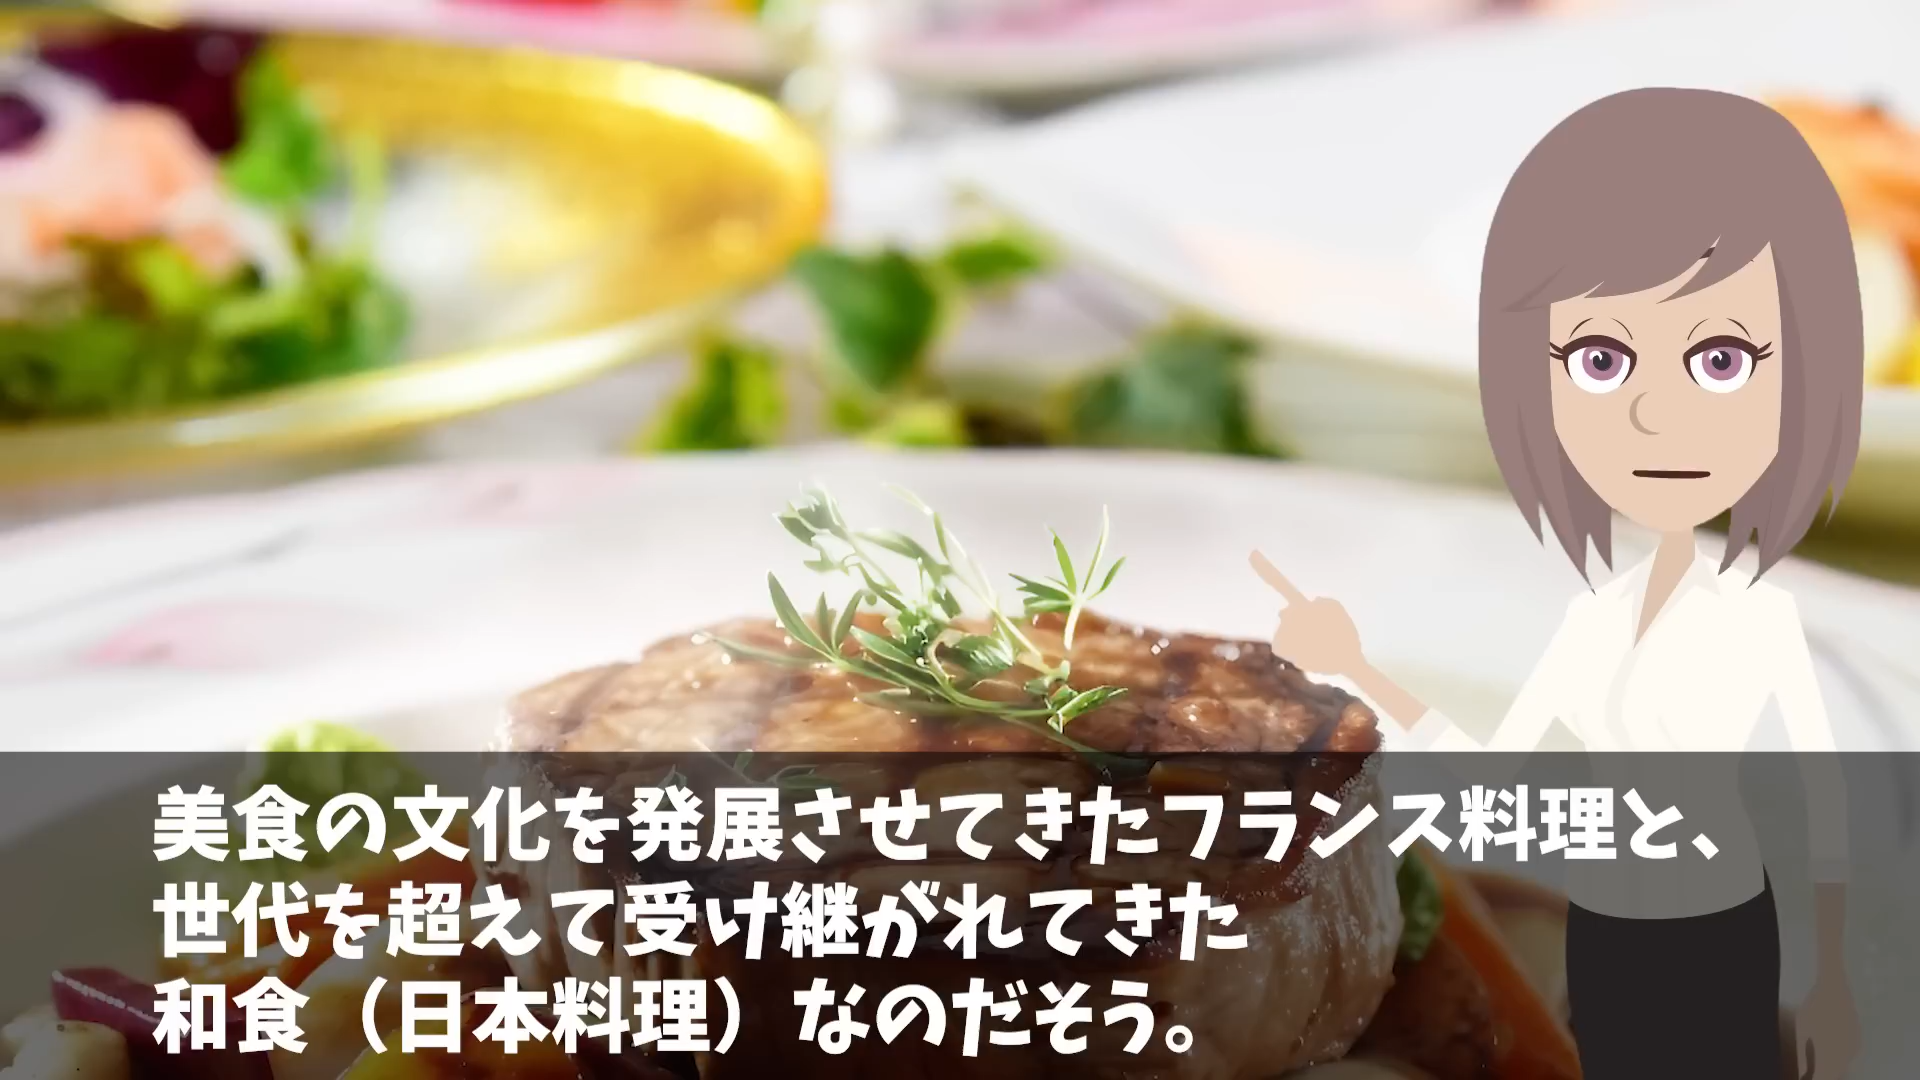 美食の文化を発展させてきたフランス料理と、
世代を超えて受け継がれてきた
和食（日本料理）なのだそう。